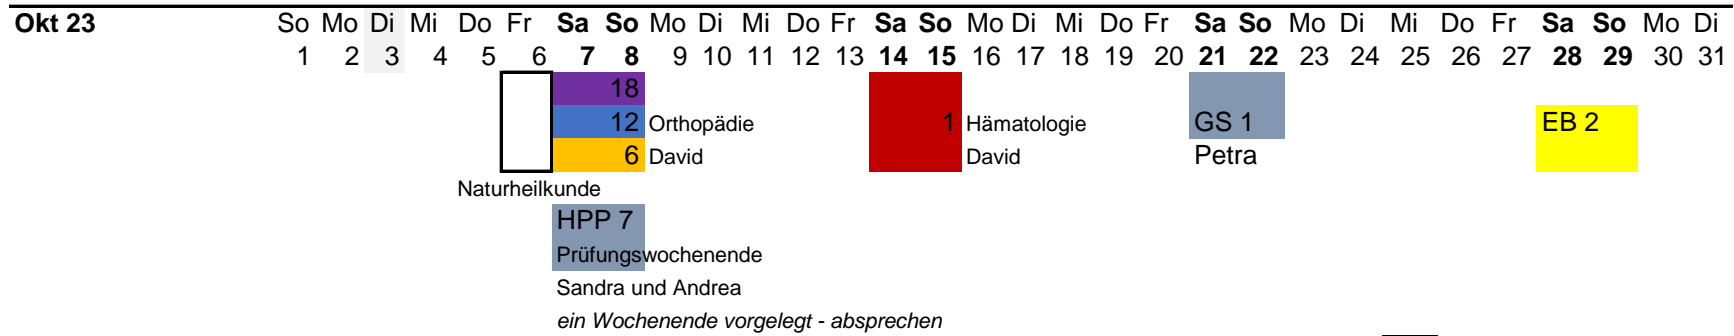 Okt 23 So Mo Di Mi Do Fr Sa So Mo Di Mi Do Fr Sa So Mo Di Mi Do Fr Sa So Mo Di Mi Do Fr Sa So Mo Di
1 2 3 4 5 6 7 8 9 10 11 12 13 14 15 16 17 18 19 20 21 22 23 24 25 26 27 28 29 30 31
18
12 Orthopädie 1 Hämatologie GS 1 EB 2
6 David David Petra
Naturheilkunde
HPP 7
Prüfungswochenende
Sandra und Andrea
ein Wochenende vorgelegt - absprechen